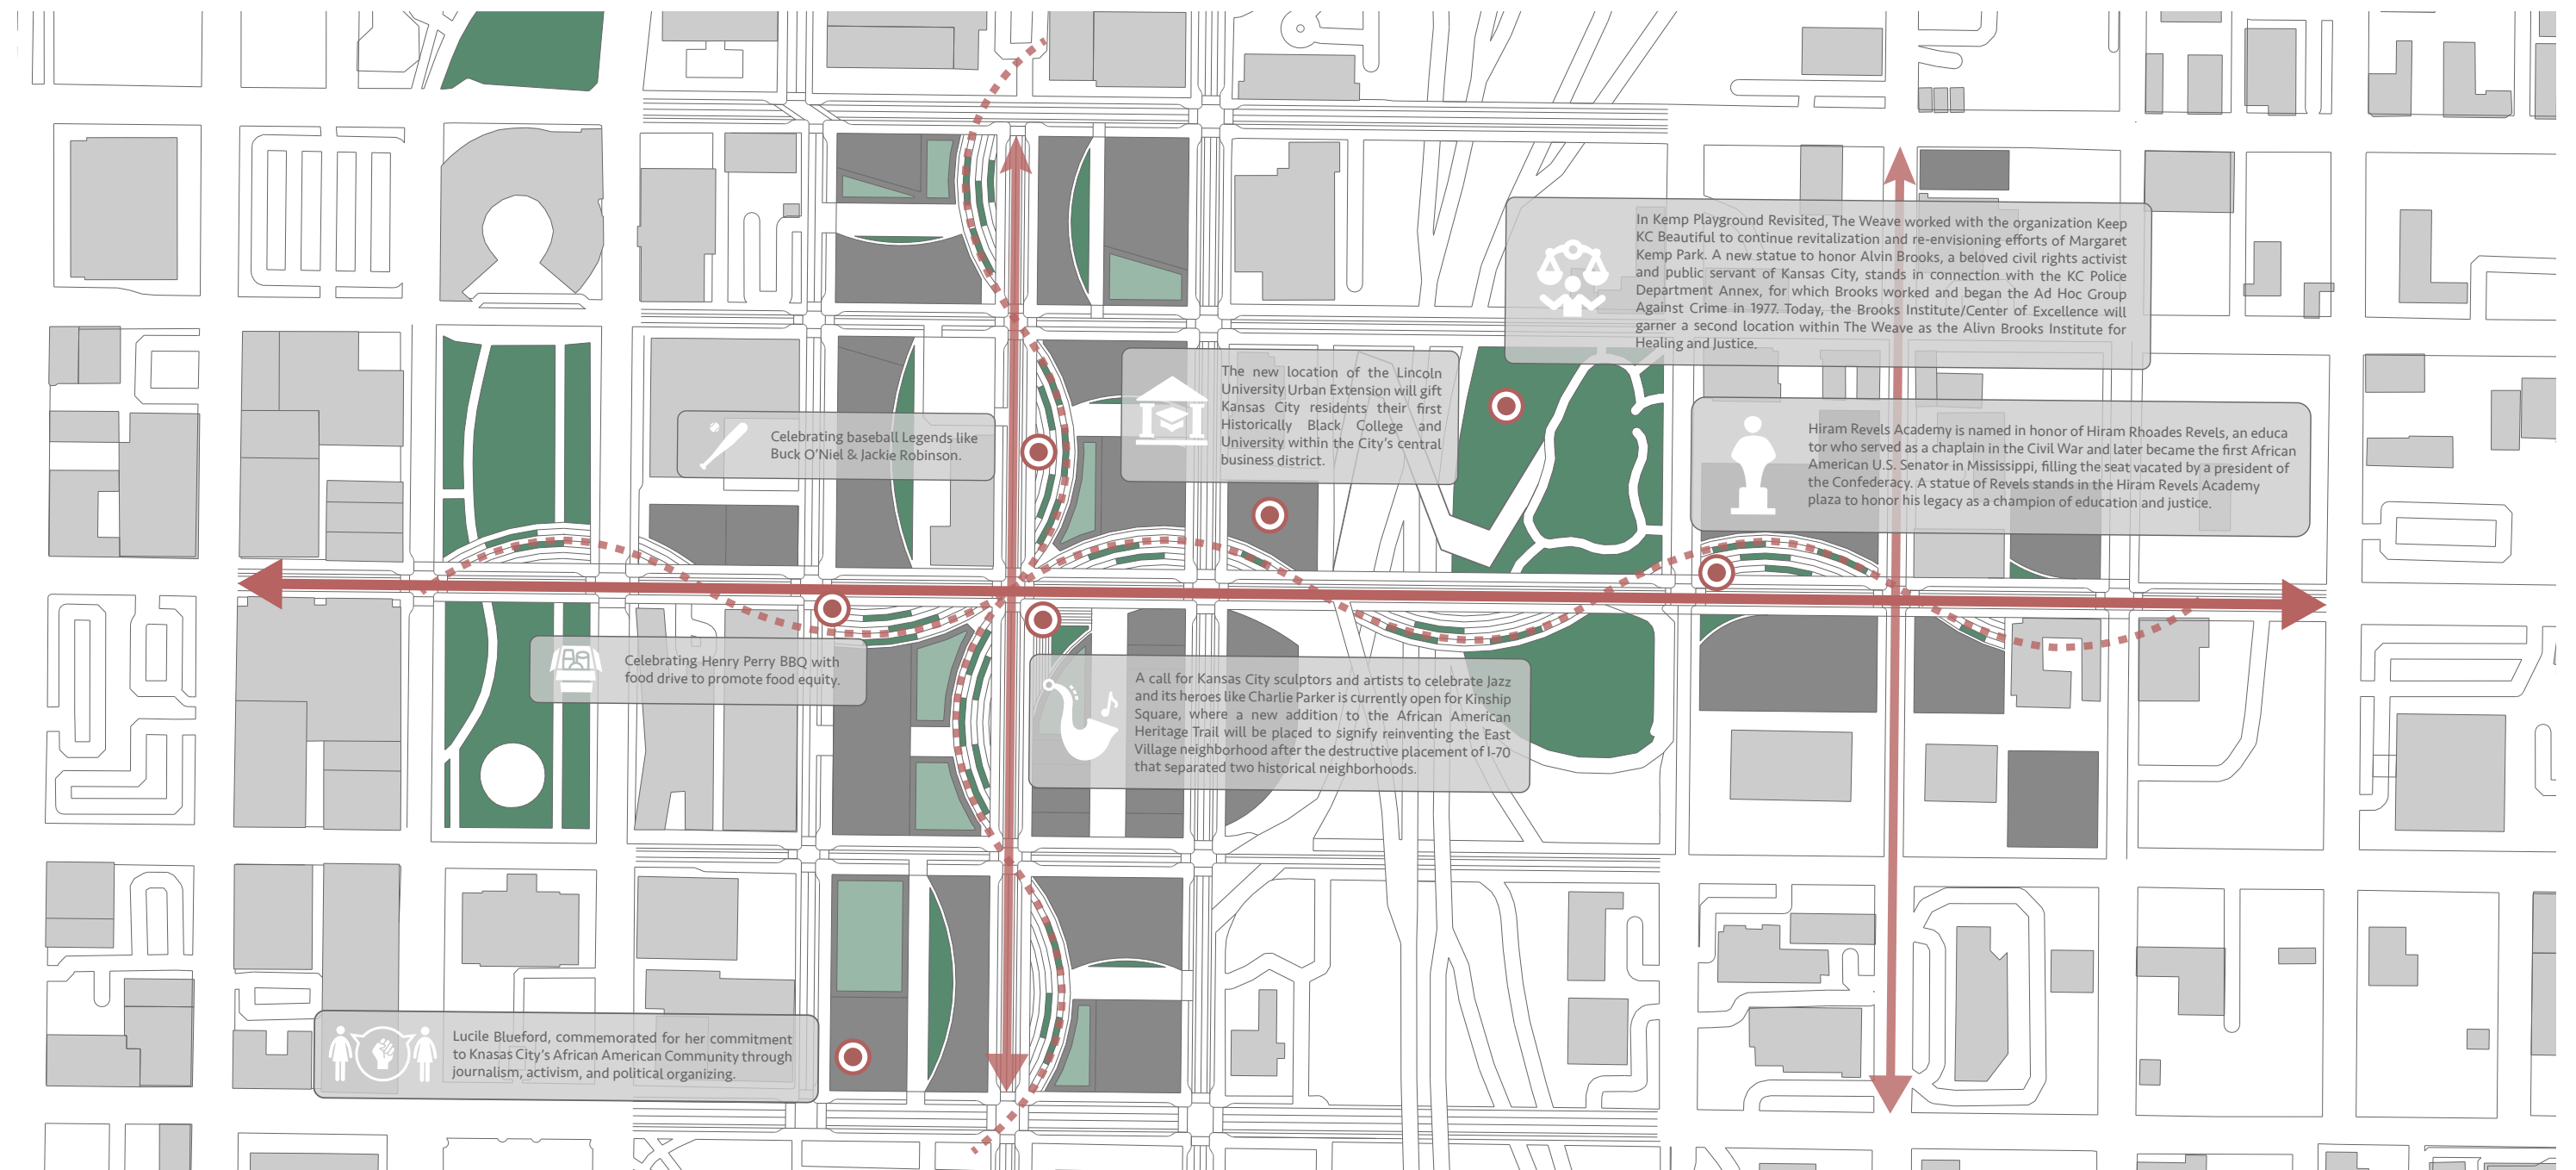 In Kemp Playground Revisited, The Weave worked with the organization Keep
KC Beautiful to continue revitalization and re-envisioning efforts of Margaret
Kemp Park. A new statue to honor Alvin Brooks, a beloved civil rights activist
and public servant of Kansas City, stands in connection with the KC Police
Department Annex, for which Brooks worked and began the Ad Hoc Group
Against Crime in 1977. Today, the Brooks Institute/Center of Excellence will
garner a second location within The Weave as the Alivn Brooks Institute for
Healing and Justice.
The new location of the Lincoln
University Urban Extension will gift
Kansas City residents their first
Historically Black College and
University within the City's central
business district.
Celebrating baseball Legends like
Buck O'Niel & Jackie Robinson.
Hiram Revels Academy is named in honor of Hiram Rhoades Revels, an educa
tor who served as a chaplain in the Civil War and later became the first African
American U.S. Senator in Mississippi, filling the seat vacated by a president of
the Confederacy. A statue of Revels stands in the Hiram Revels Academy
plaza to honor his legacy as a champion of education and justice.
Celebrating Henry Perry BBQ with
food drive to promote food equity.
A call for Kansas City sculptors and artists to celebrate Jazz
and its heroes like Charlie Parker is currently open for Kinship
Square, where a new addition to the African American
Heritage Trail will be placed to signify reinventing the East
Village neighborhood after the destructive placement of I-70
that separated two historical neighborhoods.
Lucile Blueford, commemorated for her commitment
to Knasas City's African American Community through
journalism, activism, and political organizing.